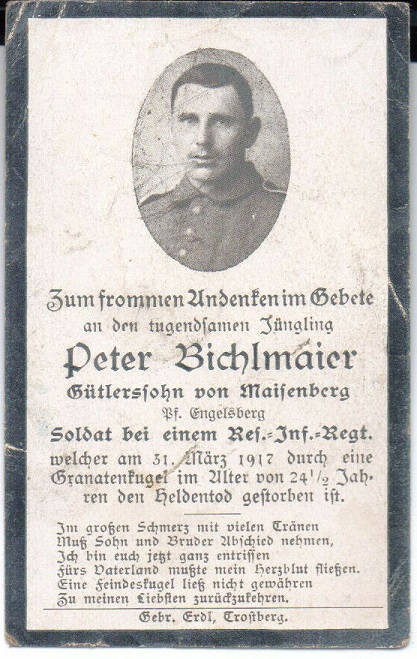 Zum frommen Andenken im Gebete
an den tugendsamen Jüngling
Peter Bichlmaier
Gütlerssohn von Maisenberg
Pf. Engelsberg
Soldat bei einem Res.-Inf.-Regt.
welcher am 31. März 1917 durch eine
Granatenkugel im Alter von 24 1/2 Jah-
ren den Heldentod gestorben ist.
Im großen Schmerz mit vielen Tränen
Muß Sohn und Bruder Abschied nehmen,
Ich bin euch jetzt ganz entrissen
Fürs Vaterland mußte mein Herzblut fließen.
Eine Feindeskugel ließ nicht gewähren
Zu meinen Liebsten zurückzukehren.
Gebr. Erdl, Trostberg.